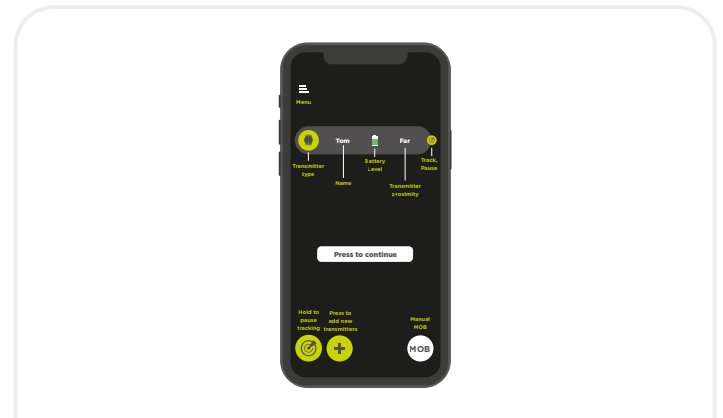 Menu
Tom
Far
Transmitter
type
Name
Battery
Level
Transmitter
prosimity
Track,
Pause
Press to continue
Hold to
pause
tracking
Press to
add new
transmitters
Manual
MOB
MOB